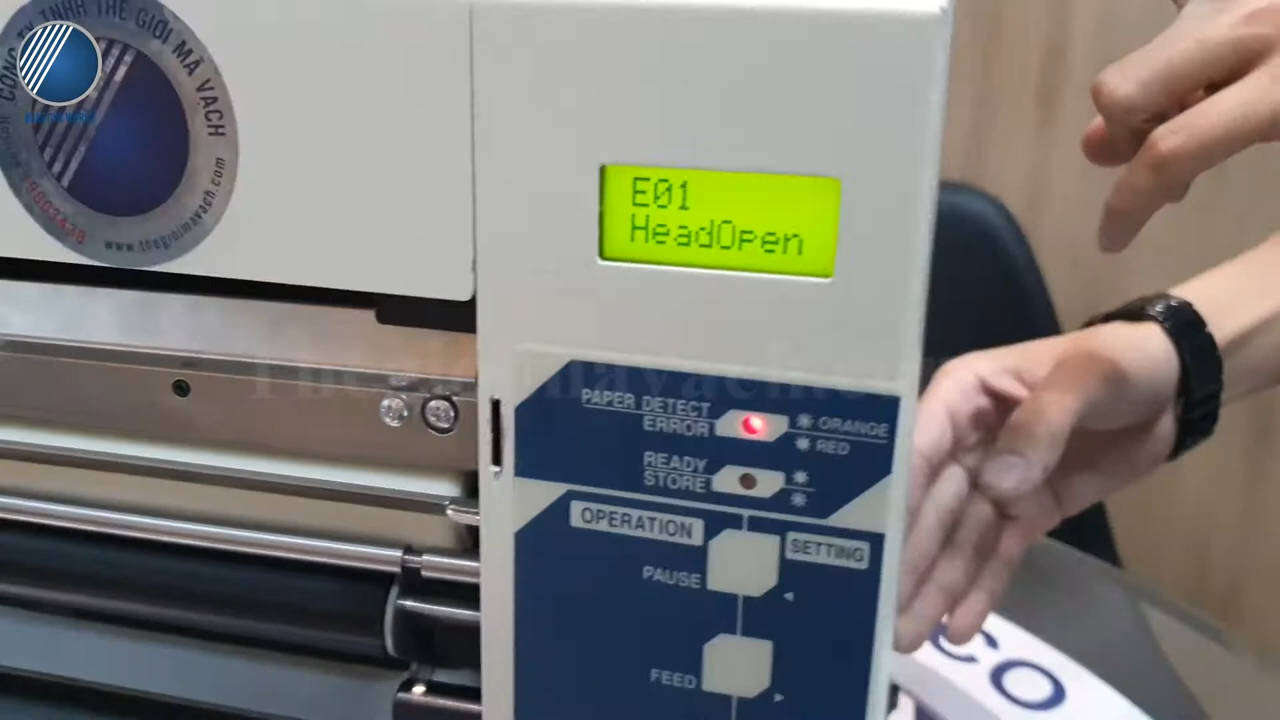 CÔNG TY TNHH THẾ GIỚI MÃ VẠCH
19003438
www.thegioimavach.com
E01
HeadOpen
PAPER DETECT
ERROR
ORANGE
RED
READY
STORE
OPERATION
SETTING
PAUSE
FEED
CO